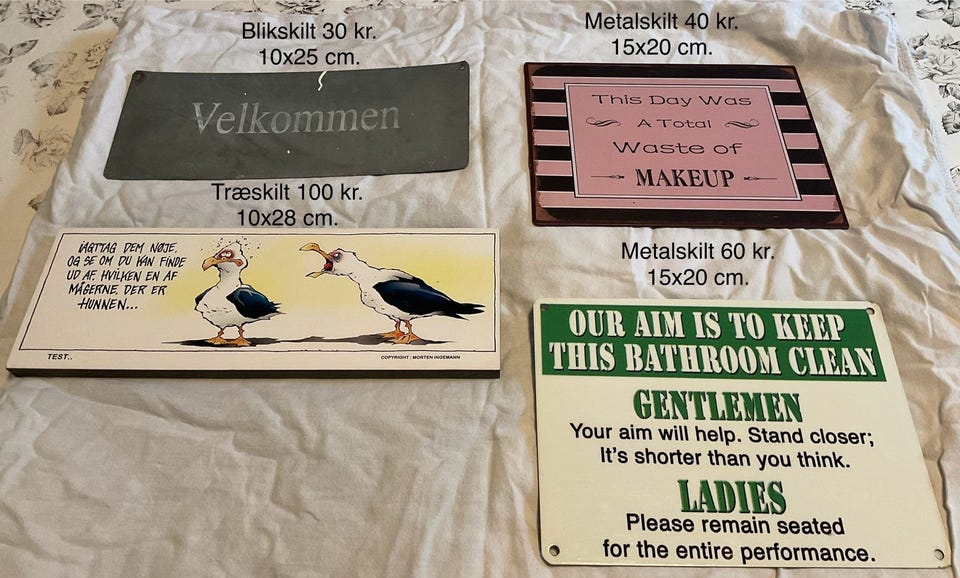 Blikskilt 30 kr.
10x25 cm.
Velkommen
Metalskilt 40 kr.
15x20 cm.
This Day Was
A Total
Waste of
MAKEUP
Træskilt 100 kr.
10x28 cm.
IAGTTAG DEM NØJE.
OG SE OM DU KAN FINDE
UD AF, HVILKEN EN AF
MÅGERNE, DER ER
HUNNEN...
TEST..
COPYRIGHT: MORTEN INGEMANN
Metalskilt 60 kr.
15x20 cm.
OUR AIM IS TO KEEP
THIS BATHROOM CLEAN
GENTLEMEN
Your aim will help. Stand closer;
It's shorter than you think.
LADIES
Please remain seated
for the entire performance.